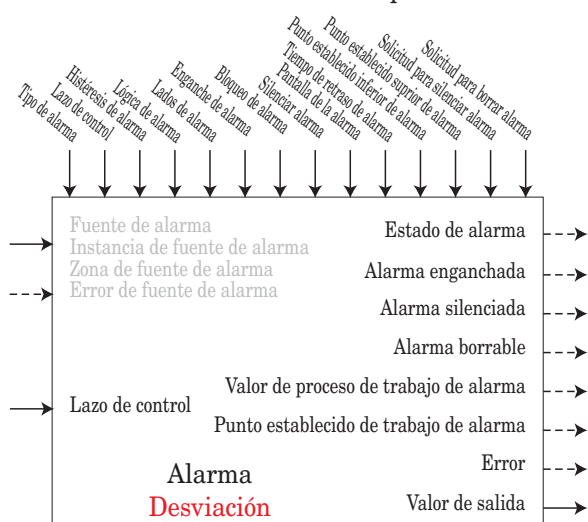 Tipo de alarma
Lazo de control
Histéresis de alarma
Lógica de alarma
Lados de alarma
Enganche de alarma
Bloqueo de alarma
Silenciar alarma
Pantalla de la alarma
Tiempo de retraso de alarma
Punto establecido inferior de alarma
Punto establecido suprior de alarma
Solicitud para silenciar alarma
Solicitud para borrar alarma
Fuente de alarma
Instancia de fuente de alarma
Zona de fuente de alarma
Error de fuente de alarma
Lazo de control
Estado de alarma
Alarma enganchada
Alarma silenciada
Alarma borrable
Valor de proceso de trabajo de alarma
Punto establecido de trabajo de alarma
Error
Valor de salida
Alarma
Desviación